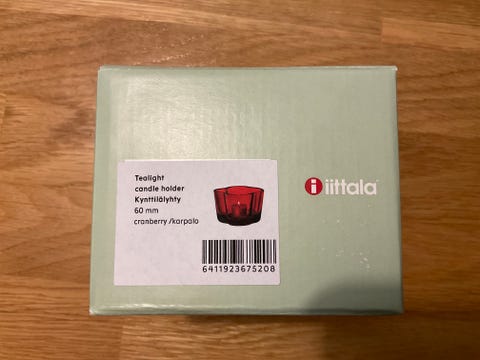 Tealight
candle holder
Kynttilälyhty
60 mm
cranberry /karpalo
6411923675208
i iittala